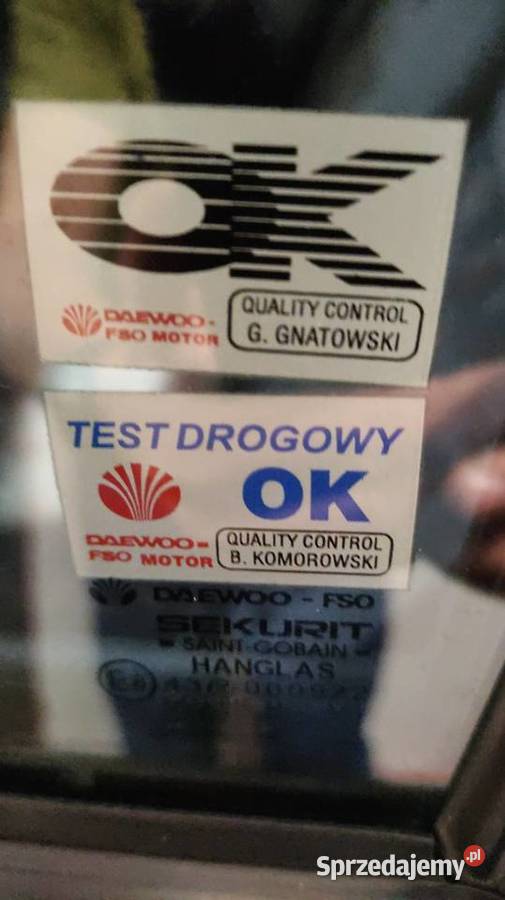 OK
DAEWOO-
FSO MOTOR
QUALITY CONTROL
G. GNATOWSKI
TEST DROGOWY
OK
DAEWOO-
FSO MOTOR
QUALITY CONTROL
B. KOMOROWSKI
DAEWOO - FSO
SEKURIT
- SAINT-GOBAIN -
HANGLAS
Sprzedajemy.pl